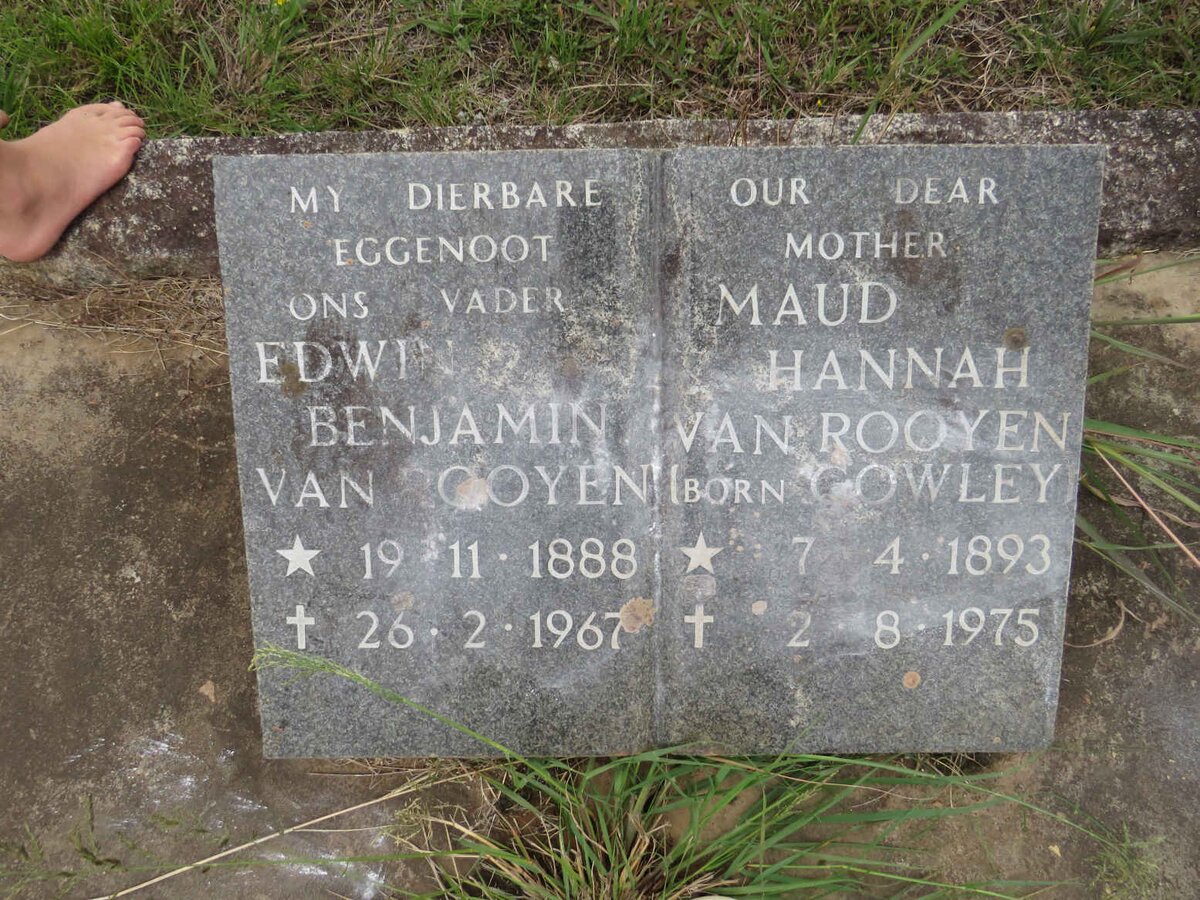 MY DIERBARE
EGGENOOT
ONS VADER
EDWIN
BENJAMIN
VAN ROOYEN
★ 19 · 11 · 1888
✝ 26 · 2 · 1967
OUR DEAR
MOTHER
MAUD
HANNAH
VAN ROOYEN
(BORN COWLEY
★ 7 4 · 1893
✝ 2 8 · 1975